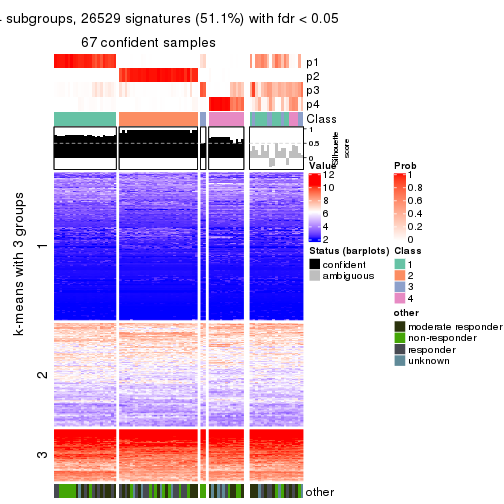 subgroups, 26529 signatures (51.1%) with fdr < 0.05
67 confident samples
p1
p2
p3
p4
Class
1
0.5
0
Silhouette
score
k-means with 3 groups
1
2
3
other
Value
12
10
8
6
4
2
Status (barplots)
confident
ambiguous
Prob
1
0.8
0.6
0.4
0.2
0
Class
1
2
3
4
other
moderate responder
non-responder
responder
unknown